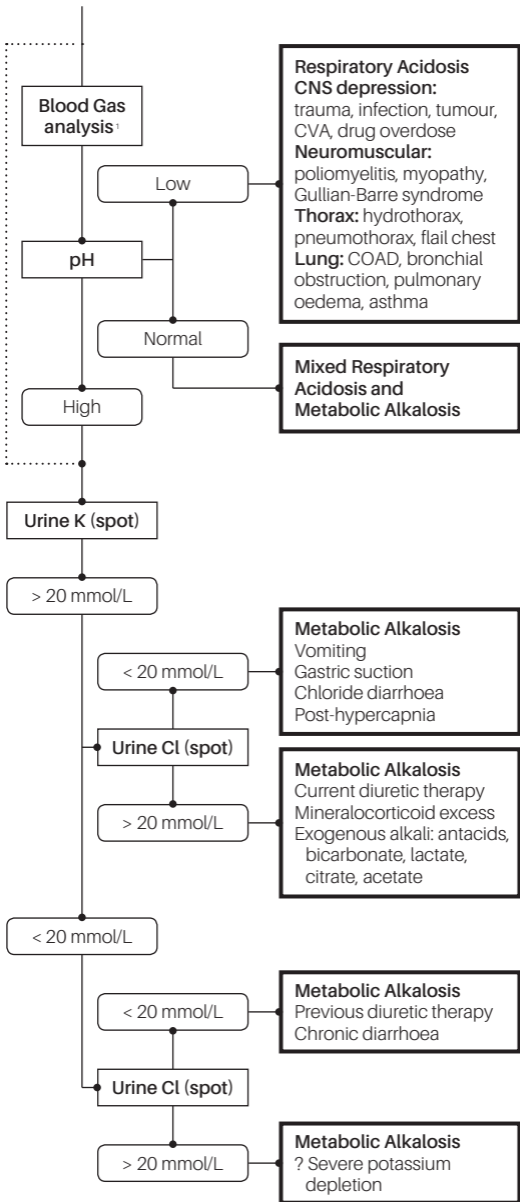 Blood Gas
analysis¹
Low
pH
Normal
High
Respiratory Acidosis
CNS depression:
trauma, infection, tumour,
CVA, drug overdose
Neuromuscular:
poliomyelitis, myopathy,
Gullian-Barre syndrome
Thorax: hydrothorax,
pneumothorax, flail chest
Lung: COAD, bronchial
obstruction, pulmonary
oedema, asthma
Mixed Respiratory
Acidosis and
Metabolic Alkalosis
Urine K (spot)
> 20 mmol/L
< 20 mmol/L
Urine Cl (spot)
> 20 mmol/L
Metabolic Alkalosis
Vomiting
Gastric suction
Chloride diarrhoea
Post-hypercapnia
Metabolic Alkalosis
Current diuretic therapy
Mineralocorticoid excess
Exogenous alkali: antacids,
bicarbonate, lactate,
citrate, acetate
< 20 mmol/L
< 20 mmol/L
Urine Cl (spot)
> 20 mmol/L
Metabolic Alkalosis
Previous diuretic therapy
Chronic diarrhoea
Metabolic Alkalosis
? Severe potassium
depletion